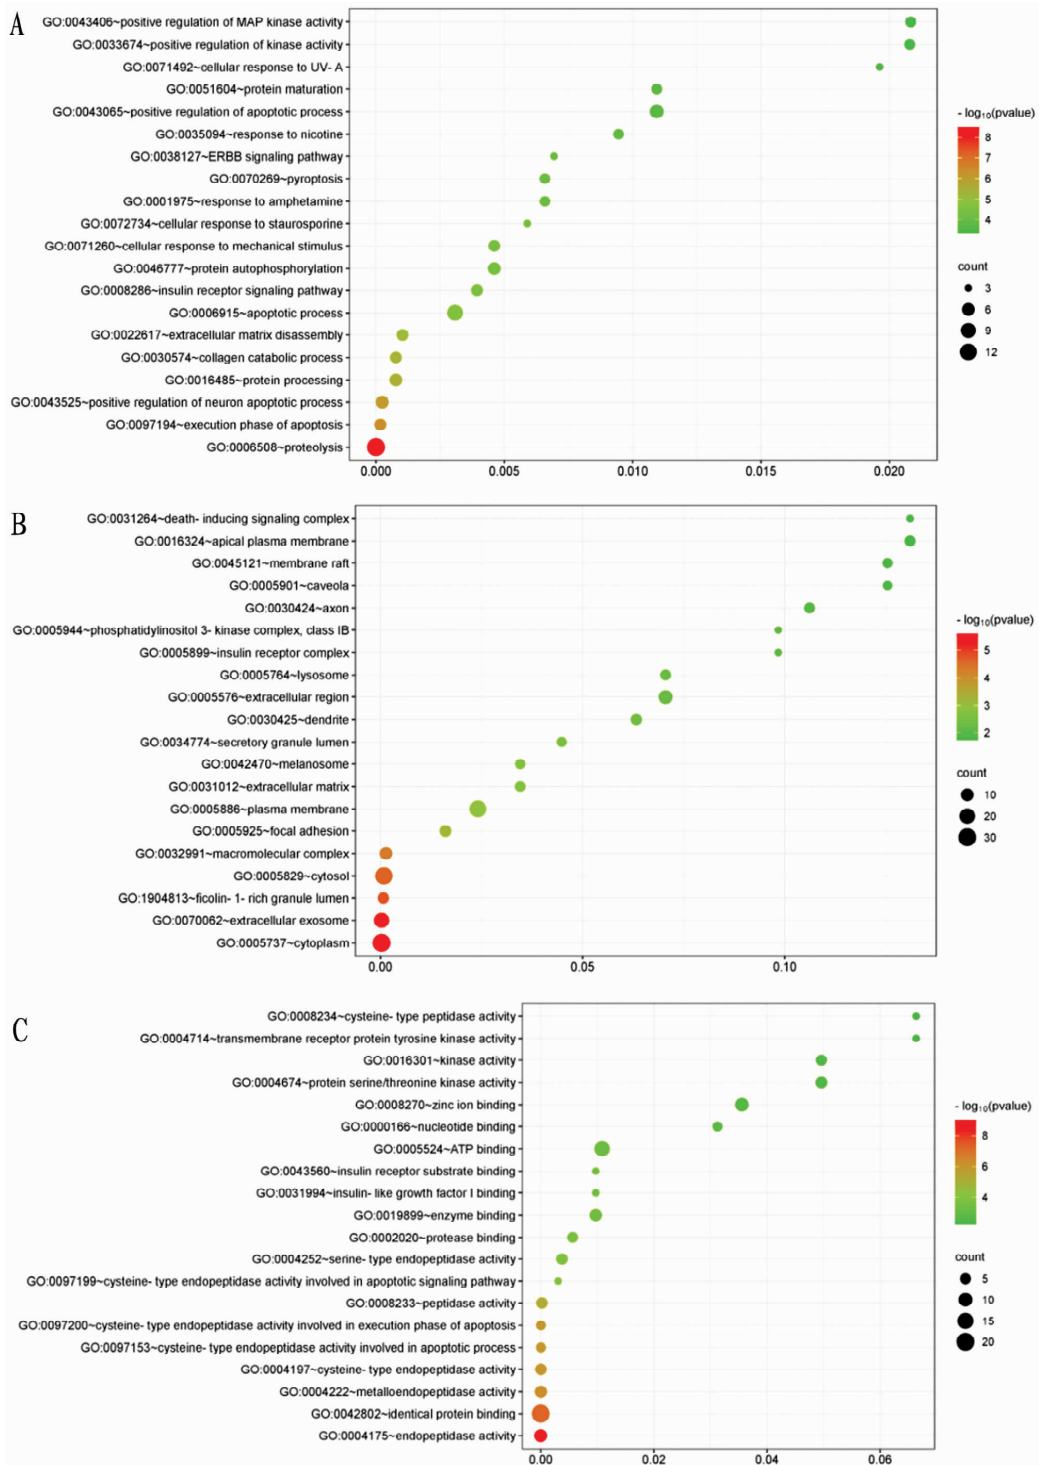 A
GO:0043406~positive regulation of MAP kinase activity
GO:0033674~positive regulation of kinase activity
GO:0071492~cellular response to UV- A
GO:0051604~protein maturation
GO:0043065~positive regulation of apoptotic process
GO:0035094~response to nicotine
GO:0038127~ERBB signaling pathway
GO:0070269~pyroptosis
GO:0001975~response to amphetamine
GO:0072734~cellular response to staurosporine
GO:0071260~cellular response to mechanical stimulus
GO:0046777~protein autophosphorylation
GO:0008286~insulin receptor signaling pathway
GO:0006915~apoptotic process
GO:0022617~extracellular matrix disassembly
GO:0030574~collagen catabolic process
GO:0016485~protein processing
GO:0043525~positive regulation of neuron apoptotic process
GO:0097194~execution phase of apoptosis
GO:0006508~proteolysis
0.000 0.005 0.010 0.015 0.020
- log10(pvalue)
8
7
6
5
4
count
3
6
9
12
B
GO:0031264~death- inducing signaling complex
GO:0016324~apical plasma membrane
GO:0045121~membrane raft
GO:0005901~caveola
GO:0030424~axon
GO:0005944~phosphatidylinositol 3- kinase complex, class IB
GO:0005899~insulin receptor complex
GO:0005764~lysosome
GO:0005576~extracellular region
GO:0030425~dendrite
GO:0034774~secretory granule lumen
GO:0042470~melanosome
GO:0031012~extracellular matrix
GO:0005886~plasma membrane
GO:0005925~focal adhesion
GO:0032991~macromolecular complex
GO:0005829~cytosol
GO:1904813~ficolin- 1- rich granule lumen
GO:0070062~extracellular exosome
GO:0005737~cytoplasm
0.00 0.05 0.10
- log10(pvalue)
5
4
3
2
count
10
20
30
C
GO:0008234~cysteine- type peptidase activity
GO:0004714~transmembrane receptor protein tyrosine kinase activity
GO:0016301~kinase activity
GO:0004674~protein serine/threonine kinase activity
GO:0008270~zinc ion binding
GO:0000166~nucleotide binding
GO:0005524~ATP binding
GO:0043560~insulin receptor substrate binding
GO:0031994~insulin- like growth factor I binding
GO:0019899~enzyme binding
GO:0002020~protease binding
GO:0004252~serine- type endopeptidase activity
GO:0097199~cysteine- type endopeptidase activity involved in apoptotic signaling pathway
GO:0008233~peptidase activity
GO:0097200~cysteine- type endopeptidase activity involved in execution phase of apoptosis
GO:0097153~cysteine- type endopeptidase activity involved in apoptotic process
GO:0004197~cysteine- type endopeptidase activity
GO:0004222~metalloendopeptidase activity
GO:0042802~identical protein binding
GO:0004175~endopeptidase activity
0.00 0.02 0.04 0.06
- log10(pvalue)
8
6
4
count
5
10
15
20